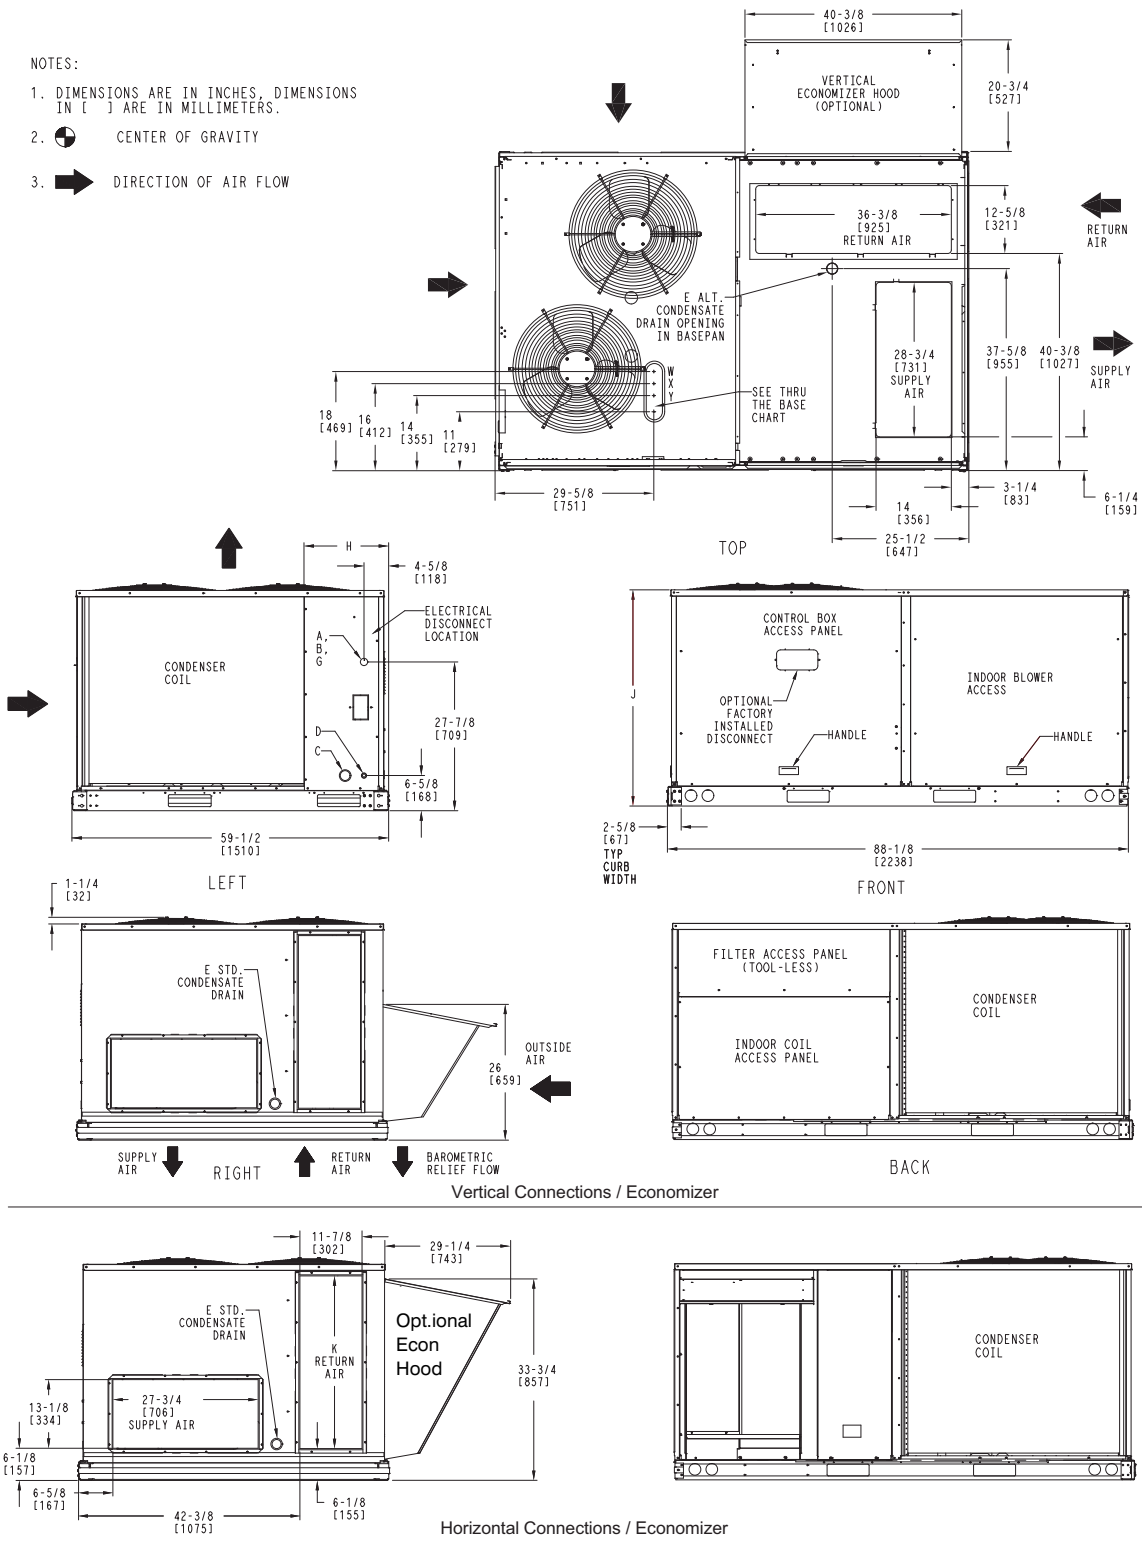 NOTES:
1. DIMENSIONS ARE IN INCHES, DIMENSIONS
IN [ ] ARE IN MILLIMETERS.
2. CENTER OF GRAVITY
3. DIRECTION OF AIR FLOW
40-3/8
[1026]
VERTICAL
ECONOMIZER HOOD
(OPTIONAL)
20-3/4
[527]
36-3/8
[925]
RETURN AIR
12-5/8
[321]
RETURN
AIR
E ALT.
CONDENSATE
DRAIN OPENING
IN BASEPAN
28-3/4
[731]
SUPPLY
AIR
37-5/8
[955]
40-3/8
[1027]
SUPPLY
AIR
W
X
Y
SEE THRU
THE BASE
CHART
18
[469]
16
[412]
14
[355]
11
[279]
29-5/8
[751]
14
[356]
3-1/4
[83]
6-1/4
[159]
25-1/2
[647]
TOP
H
4-5/8
[118]
ELECTRICAL
DISCONNECT
LOCATION
A,
B,
G
CONDENSER
COIL
D
C
27-7/8
[709]
6-5/8
[168]
59-1/2
[1510]
LEFT
CONTROL BOX
ACCESS PANEL
J
OPTIONAL
FACTORY
INSTALLED
DISCONNECT
HANDLE
INDOOR BLOWER
ACCESS
HANDLE
2-5/8
[67]
TYP
CURB
WIDTH
88-1/8
[2238]
FRONT
1-1/4
[32]
E STD.
CONDENSATE
DRAIN
26
[659]
OUTSIDE
AIR
SUPPLY
AIR
RIGHT
RETURN
AIR
BAROMETRIC
RELIEF FLOW
FILTER ACCESS PANEL
(TOOL-LESS)
INDOOR COIL
ACCESS PANEL
CONDENSER
COIL
BACK
Vertical Connections / Economizer
11-7/8
[302]
29-1/4
[743]
E STD.
CONDENSATE
DRAIN
K
RETURN
AIR
Opt.ional
Econ
Hood
33-3/4
[857]
27-3/4
[706]
SUPPLY AIR
13-1/8
[334]
6-1/8
[157]
6-5/8
[167]
42-3/8
[1075]
6-1/8
[155]
CONDENSER
COIL
Horizontal Connections / Economizer